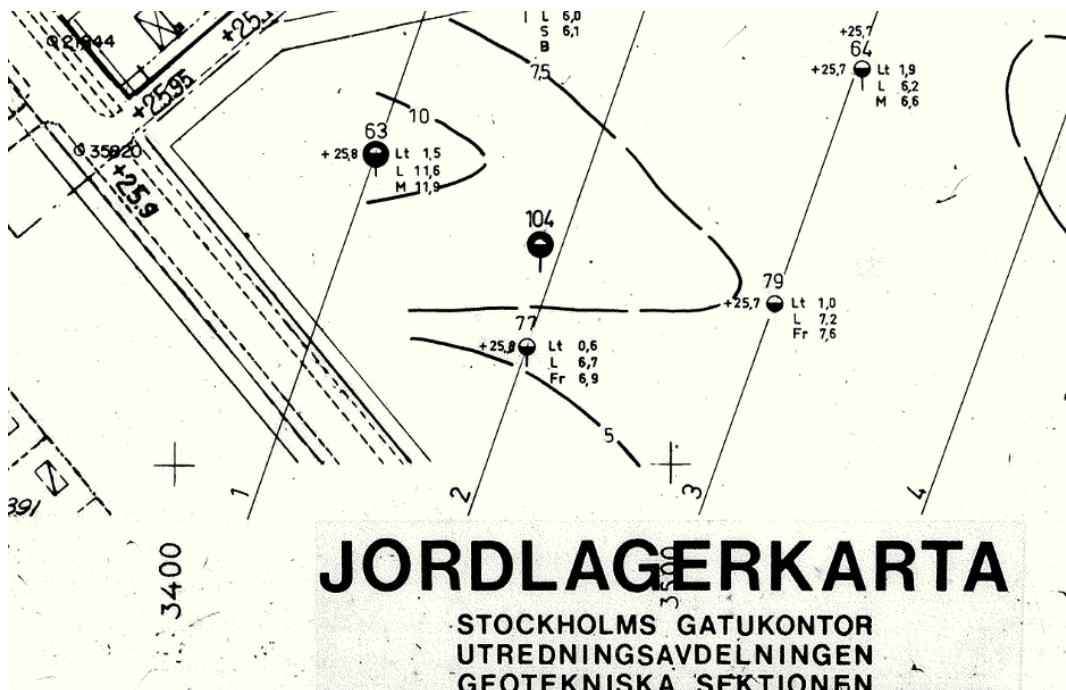 L 6,0
S 6,1
B
21844
+25,7
64
+25,7 Lt 1,9
L 6,2
M 6,6
7,5
+25.95
10
63
+25,8 Lt 1,5
L 11,6
M 11,9
35820
+25.9
104
79
+25,7 Lt 1,0
L 7,2
Fr 7,6
77
+25,8 Lt 0,6
L 6,7
Fr 6,9
5
1
2
3
4
391
3400
3500
JORDLAGERKARTA
STOCKHOLMS GATUKONTOR
UTREDNINGSAVDELNINGEN
GEOTEKNISKA SEKTIONEN